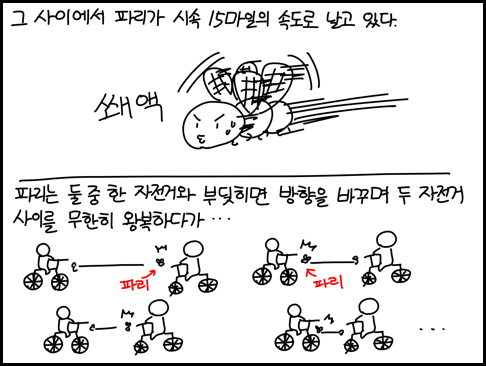 그 사이에서 파리가 시속 15마일의 속도로 날고 있다.
쐐액
파리는 둘 중 한 자전거와 부딪히면 방향을 바꾸며 두 자전거
사이를 무한히 왕복하다가 ···
파리
파리
···